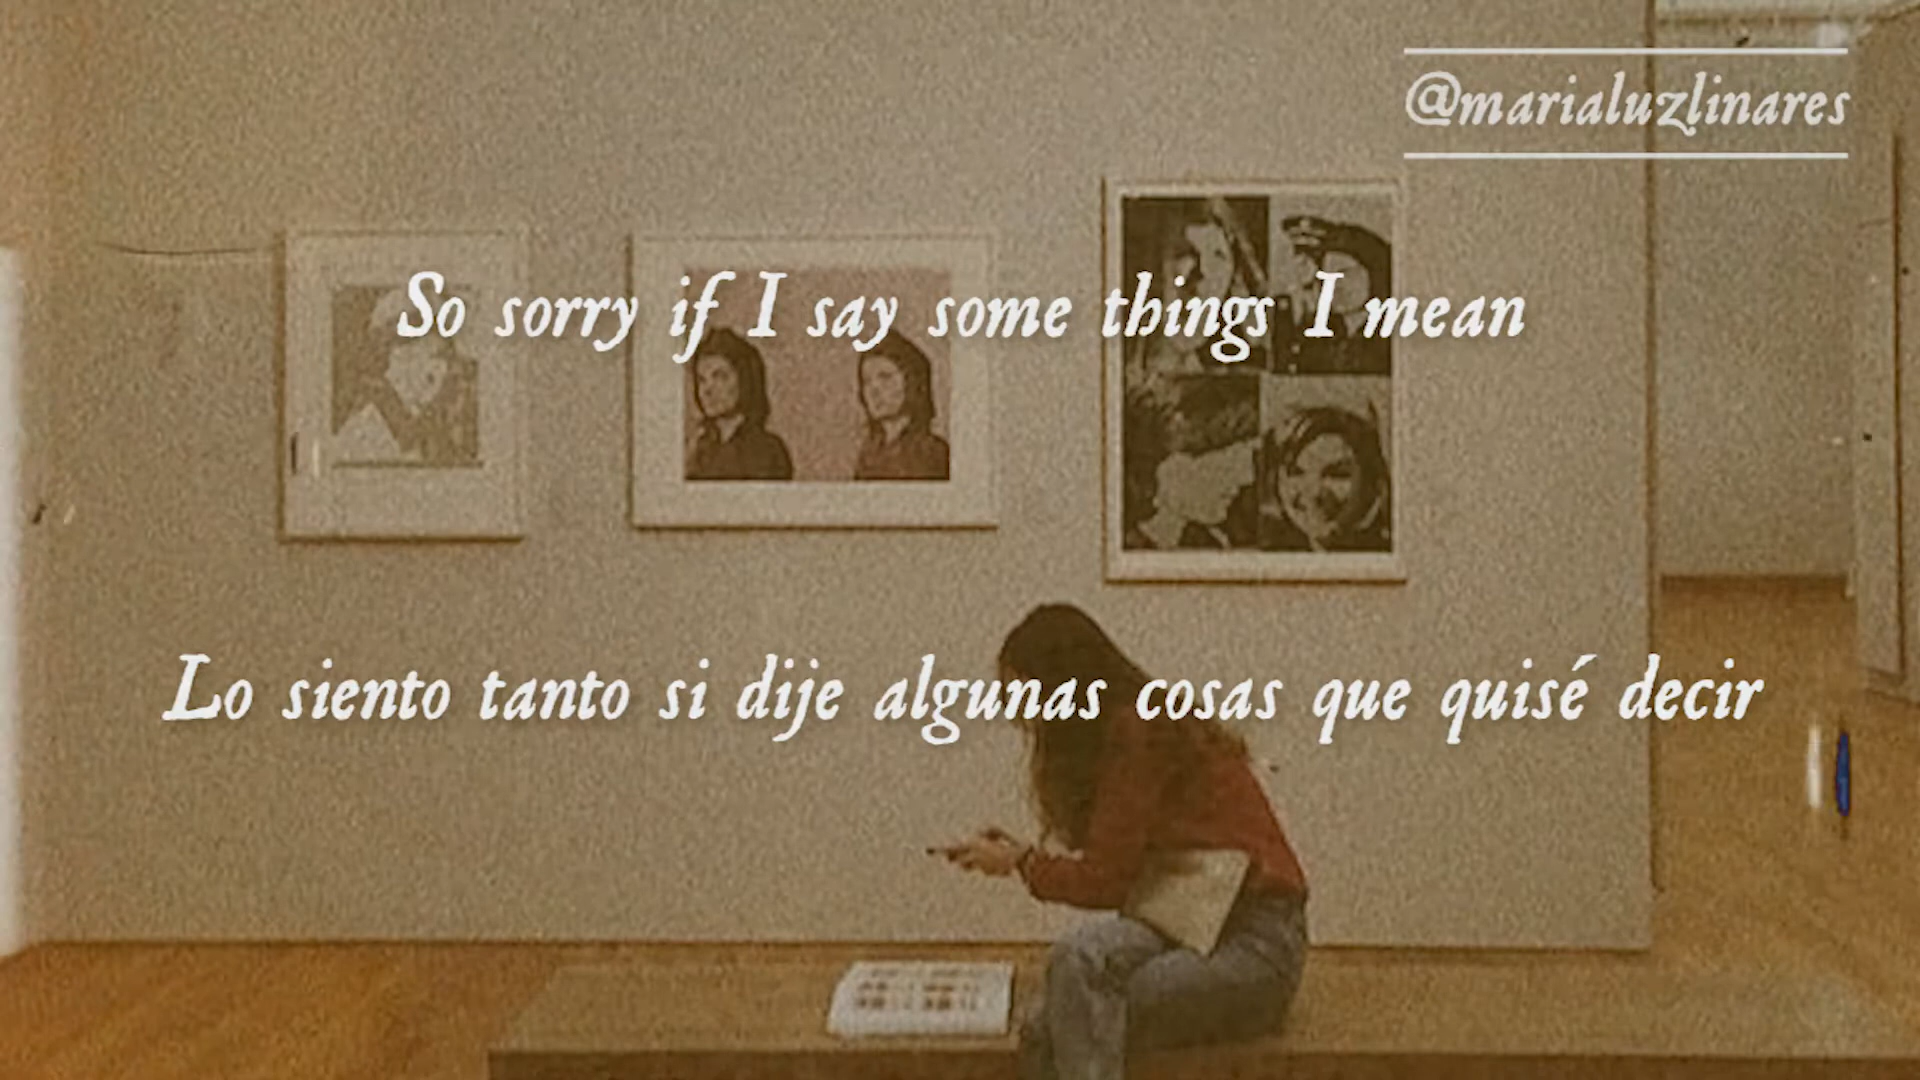 @marialuzlinares
So sorry if I say some things I mean
Lo siento tanto si dije algunas cosas que quisé decir